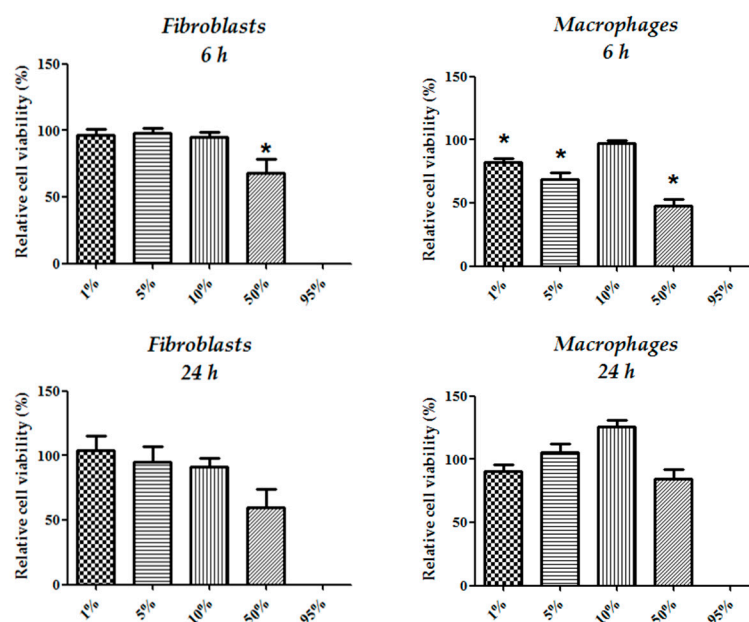 Fibroblasts
6 h
Relative cell viability (%)
150
100
50
0
*
1% 5% 10% 50% 95%
Macrophages
6 h
Relative cell viability (%)
150
100
50
0
* * *
1% 5% 10% 50% 95%
Fibroblasts
24 h
Relative cell viability (%)
150
100
50
0
1% 5% 10% 50% 95%
Macrophages
24 h
Relative cell viability (%)
150
100
50
0
1% 5% 10% 50% 95%